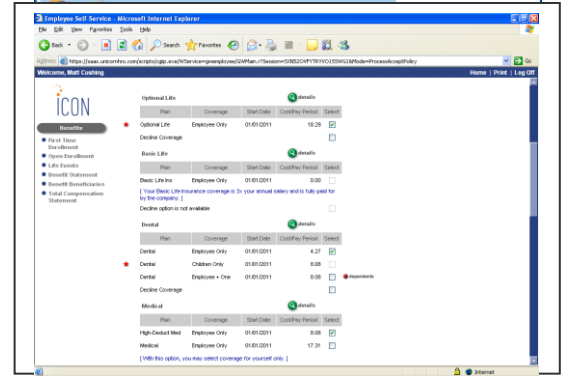 Employee Self-Service - Microsoft Internet Explorer
File Edit View Favorites Tools Help
Back Search Favorites
Address Go
Welcome, Matt Cushing Home | Print | Log Off
icon
Benefits
First Time Enrollment
Open Enrollment
Life Events
Benefit Statement
Benefit Beneficiaries
Total Compensation Statement
Optional Life details
Plan Coverage Start Date Cost/Pay Period Select
Optional Life Employee Only 01/01/2011 18.29
Decline Coverage
Basic Life details
Plan Coverage Start Date Cost/Pay Period Select
Basic Life Ins Employee Only 01/01/2011 0.00
[ Your Basic Life Insurance coverage is 3x your annual salary and is fully paid for
by the company. ]
Decline option is not available
Dental details
Plan Coverage Start Date Cost/Pay Period Select
Dental Employee Only 01/01/2011 4.27
Dental Children Only 01/01/2011 8.08
Dental Employee + One 01/01/2011 8.08 dependents
Decline Coverage
Medical details
Plan Coverage Start Date Cost/Pay Period Select
High-Deduct Med Employee Only 01/01/2011 8.08
Medical Employee Only 01/01/2011 17.31
[ With this option, you may select coverage for yourself only. ]
Internet